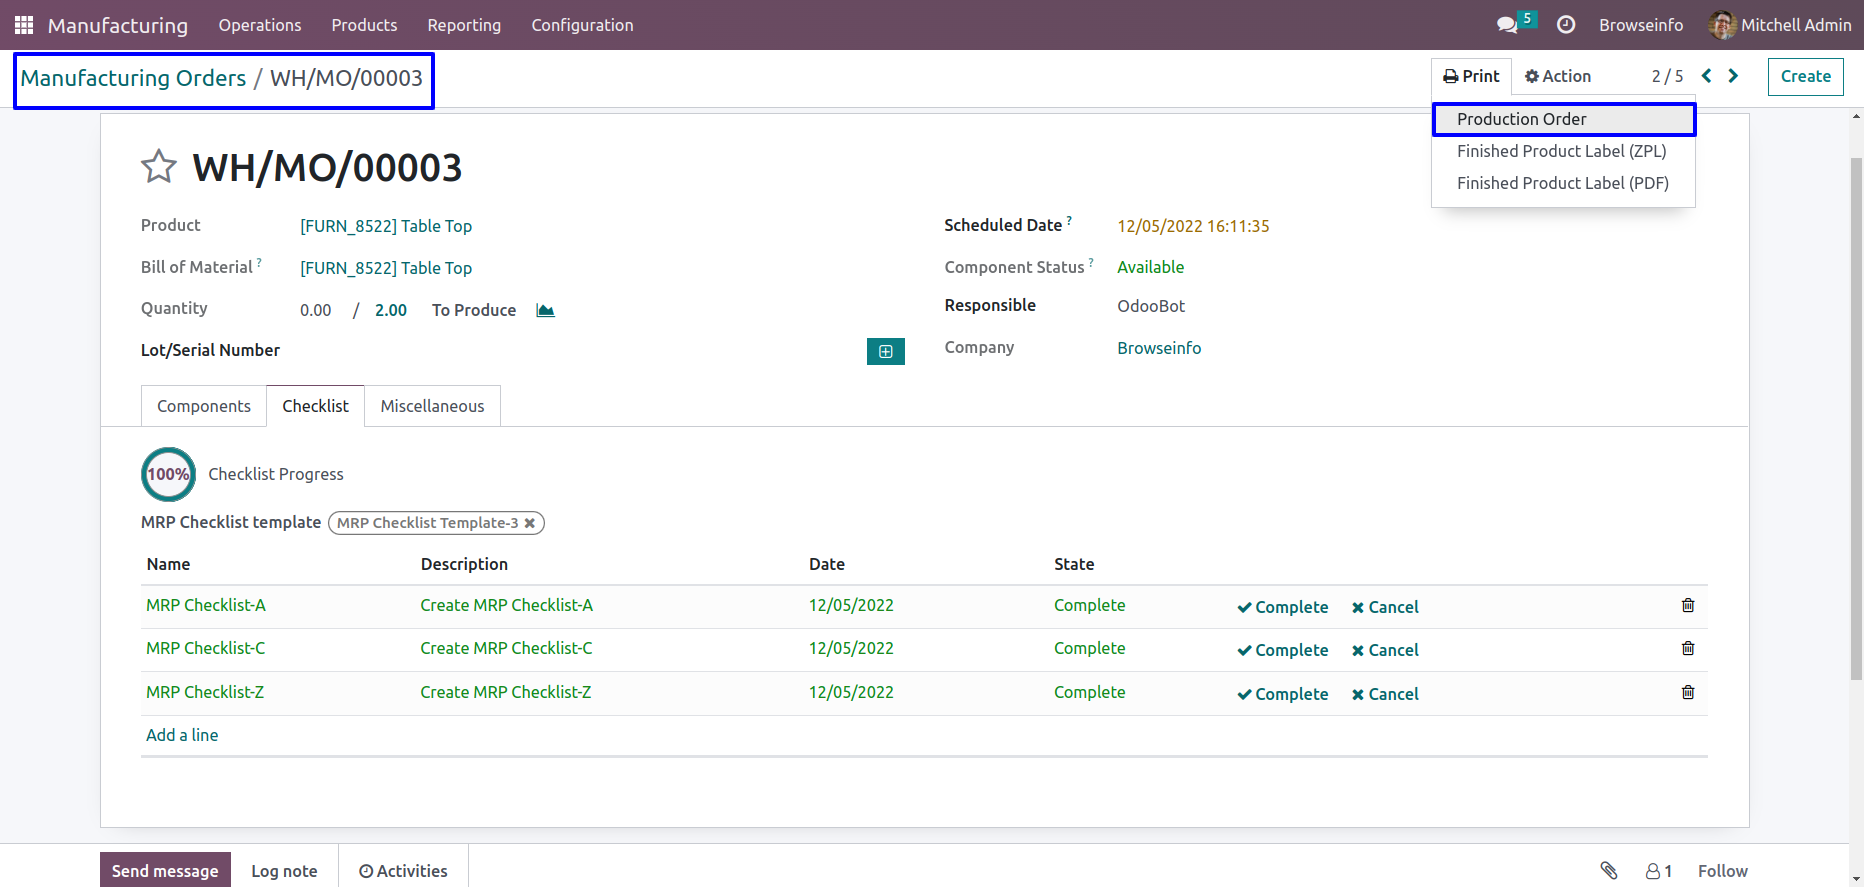 Manufacturing Operations Products Reporting Configuration 5 Browseinfo Mitchell Admin
Manufacturing Orders / WH/MO/00003 Print Action 2 / 5 Create
Production Order
Finished Product Label (ZPL)
Finished Product Label (PDF)
WH/MO/00003
Product [FURN_8522] Table Top Scheduled Date ? 12/05/2022 16:11:35
Bill of Material ? [FURN_8522] Table Top Component Status ? Available
Quantity 0.00 / 2.00 To Produce Responsible OdooBot
Lot/Serial Number Company Browseinfo
Components Checklist Miscellaneous
100% Checklist Progress
MRP Checklist template MRP Checklist Template-3 ✖
Name Description Date State
MRP Checklist-A Create MRP Checklist-A 12/05/2022 Complete ✔ Complete ✖ Cancel
MRP Checklist-C Create MRP Checklist-C 12/05/2022 Complete ✔ Complete ✖ Cancel
MRP Checklist-Z Create MRP Checklist-Z 12/05/2022 Complete ✔ Complete ✖ Cancel
Add a line
Send message Log note Activities 1 Follow